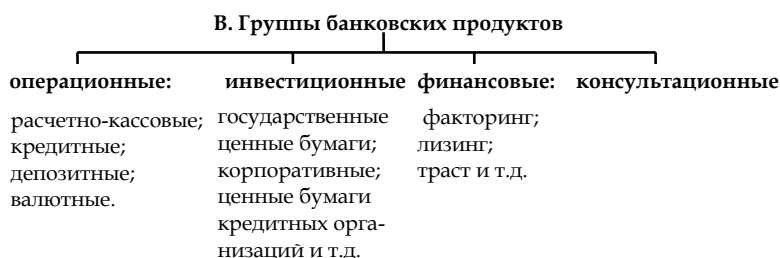 В. Группы банковских продуктов
операционные:
расчетно-кассовые;
кредитные;
депозитные;
валютные.
инвестиционные
государственные
ценные бумаги;
корпоративные;
ценные бумаги
кредитных орга-
низаций и т.д.
финансовые:
факторинг;
лизинг;
траст и т.д.
консультационные